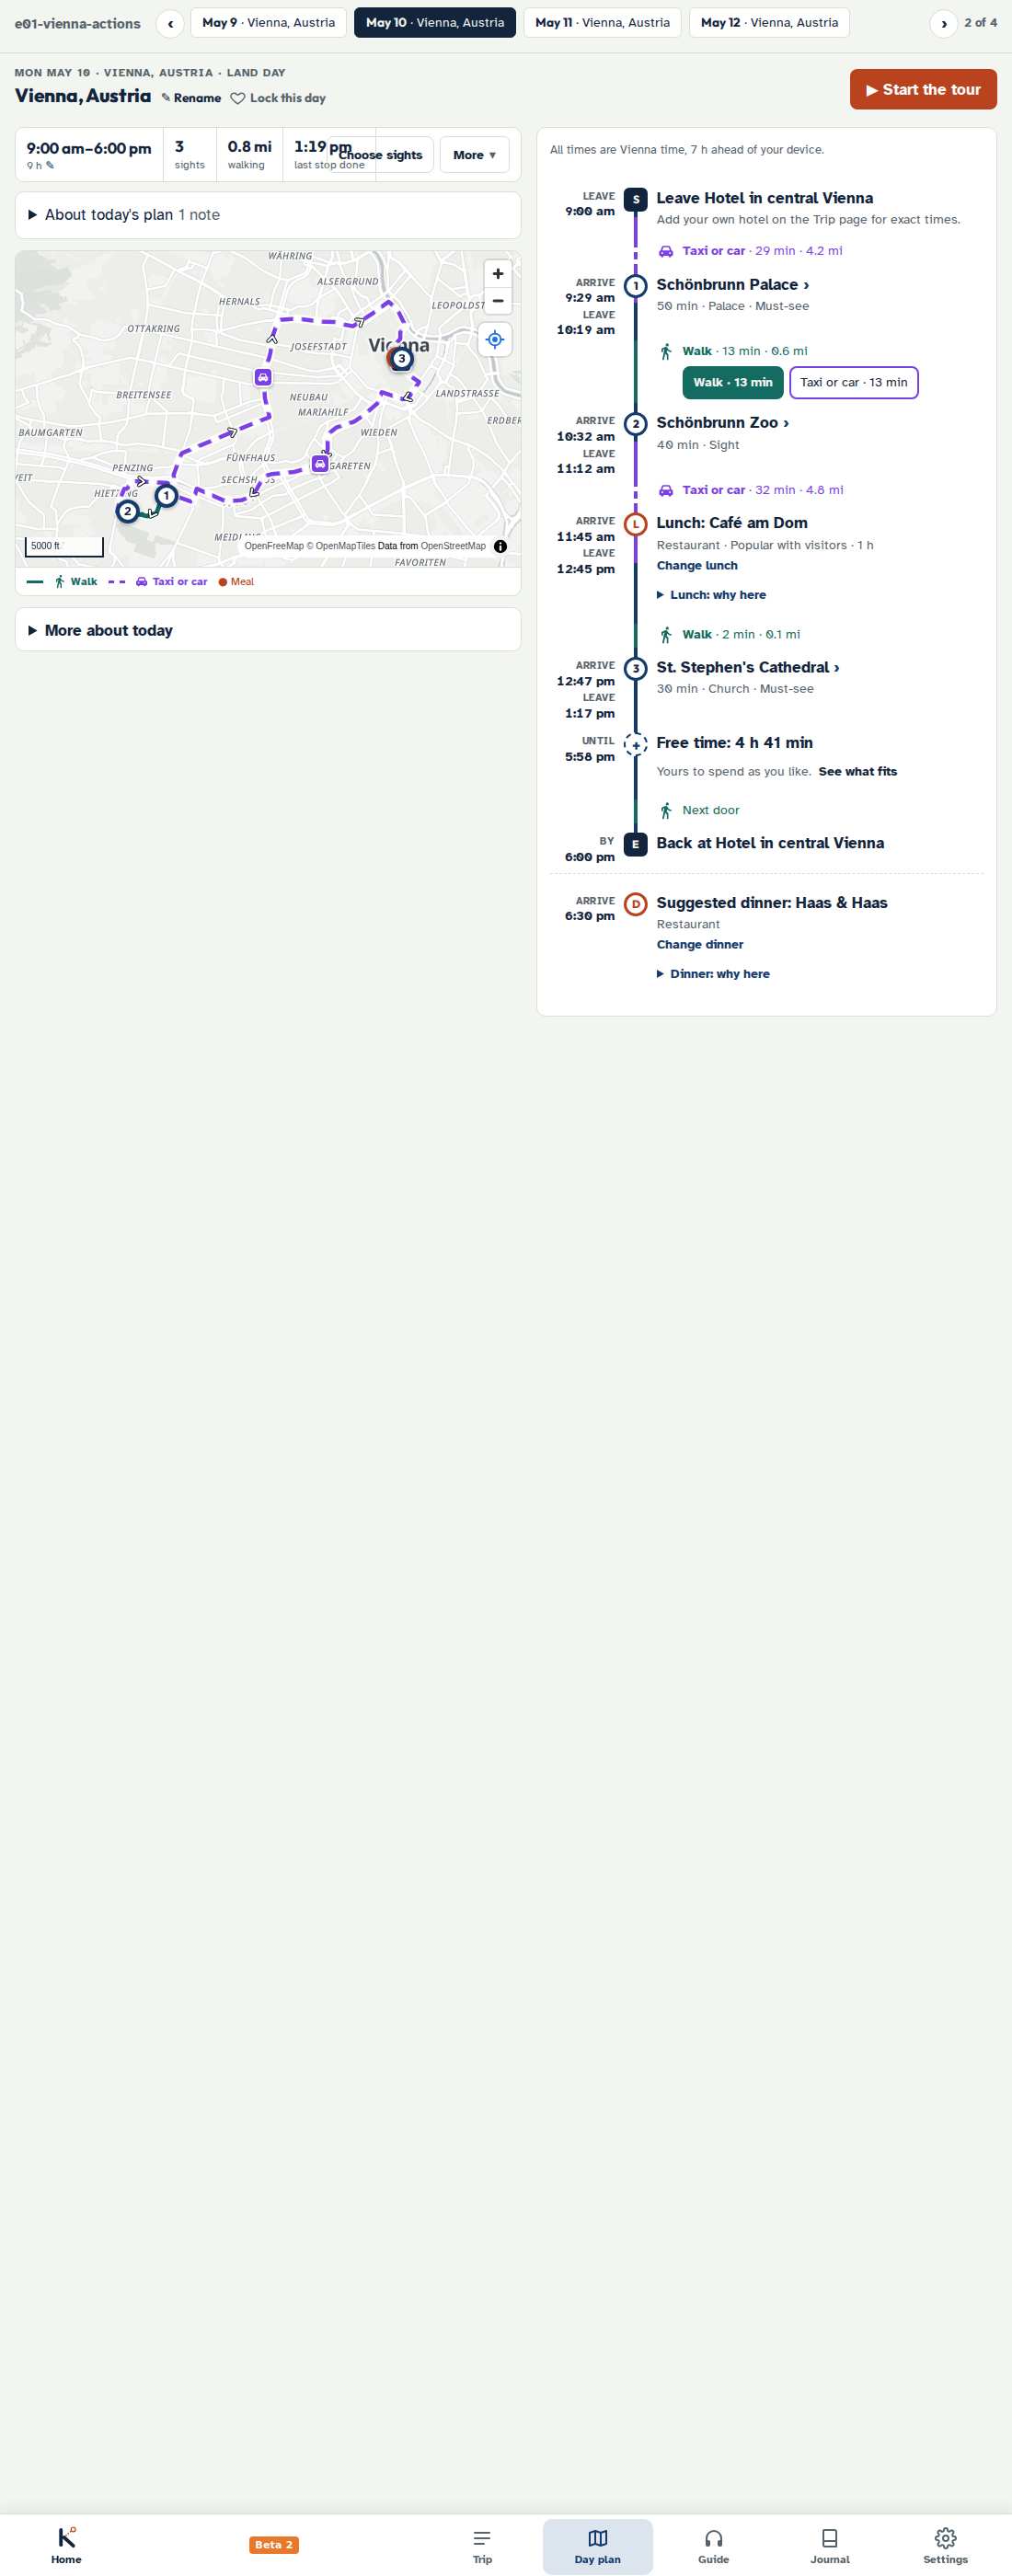 e01-vienna-actions
‹
May 9 · Vienna, Austria
May 10 · Vienna, Austria
May 11 · Vienna, Austria
May 12 · Vienna, Austria
›
2 of 4
MON MAY 10 · VIENNA, AUSTRIA · LAND DAY
Vienna, Austria
✎ Rename
Lock this day
▶ Start the tour
9:00 am–6:00 pm
9 h ✎
3
sights
0.8 mi
walking
1:19 pm
last stop done
Choose sights
More ▾
▶ About today's plan 1 note
WÄHRING
ALSERGRUND
HERNALS
LEOPOLDST
OTTAKRING
JOSEFSTADT
Vienna
3
BREITENSEE
NEUBAU
LANDSTRASSE
MARIAHILF
BAUMGARTEN
WIEDEN
ERDBER
FÜNFHAUS
GARETEN
PENZING
EIT
SECHSH
HIET
NG
1
2
MEIDLI
5000 ft
OpenFreeMap © OpenMapTiles Data from OpenStreetMap
FAVORITEN
+
−
Walk
Taxi or car
Meal
▶ More about today
All times are Vienna time, 7 h ahead of your device.
LEAVE
9:00 am
S
Leave Hotel in central Vienna
Add your own hotel on the Trip page for exact times.
Taxi or car · 29 min · 4.2 mi
ARRIVE
9:29 am
LEAVE
10:19 am
1
Schönbrunn Palace ›
50 min · Palace · Must-see
Walk · 13 min · 0.6 mi
Walk · 13 min
Taxi or car · 13 min
ARRIVE
10:32 am
LEAVE
11:12 am
2
Schönbrunn Zoo ›
40 min · Sight
Taxi or car · 32 min · 4.8 mi
ARRIVE
11:45 am
LEAVE
12:45 pm
L
Lunch: Café am Dom
Restaurant · Popular with visitors · 1 h
Change lunch
▶ Lunch: why here
Walk · 2 min · 0.1 mi
ARRIVE
12:47 pm
LEAVE
1:17 pm
3
St. Stephen's Cathedral ›
30 min · Church · Must-see
UNTIL
5:58 pm
+
Free time: 4 h 41 min
Yours to spend as you like. See what fits
Next door
BY
6:00 pm
E
Back at Hotel in central Vienna
ARRIVE
6:30 pm
D
Suggested dinner: Haas & Haas
Restaurant
Change dinner
▶ Dinner: why here
Home
Beta 2
Trip
Day plan
Guide
Journal
Settings